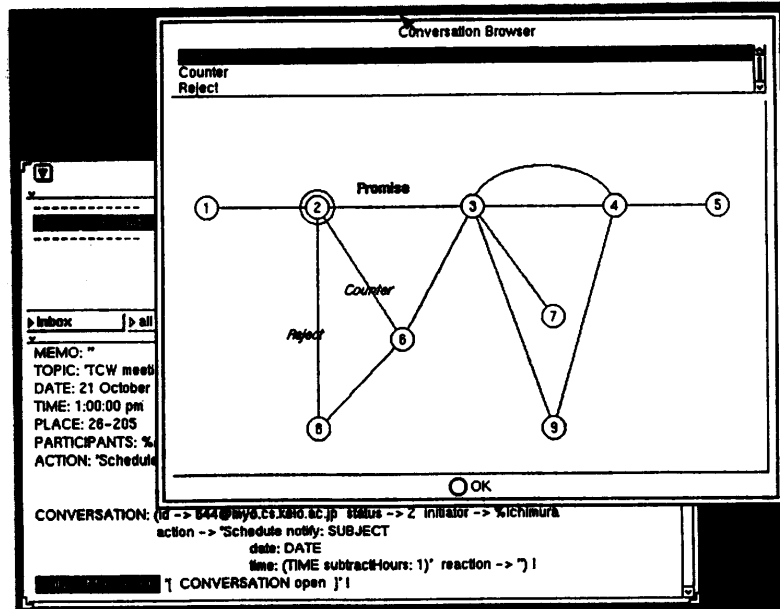 Conversation Browser
Counter
Reject
Promise
1
2
3
4
5
Counter
7
Reject
6
8
9
OK
Inbox
all
MEMO: ''
TOPIC: 'TCW meeti
DATE: 21 October
TIME: 1:00:00 pm
PLACE: 26-205
PARTICIPANTS:
ACTION: 'Schedule
CONVERSATION: (id -> 644@myo.cs.keio.ac.jp status -> 2 initiator -> %ichimura
action -> 'Schedule notify: SUBJECT
date: DATE
time: (TIME subtractHours: 1)' reaction -> '') !
'[ CONVERSATION open ]' !